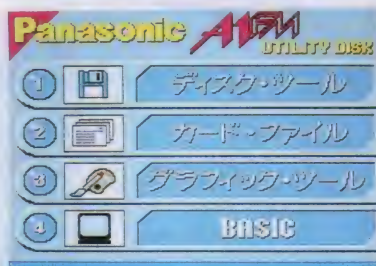 Panasonic A1FM
UTILITY DISK
1 ディスク・ツール
2 カード・ファイル
3 グラフィック・ツール
4 BASIC